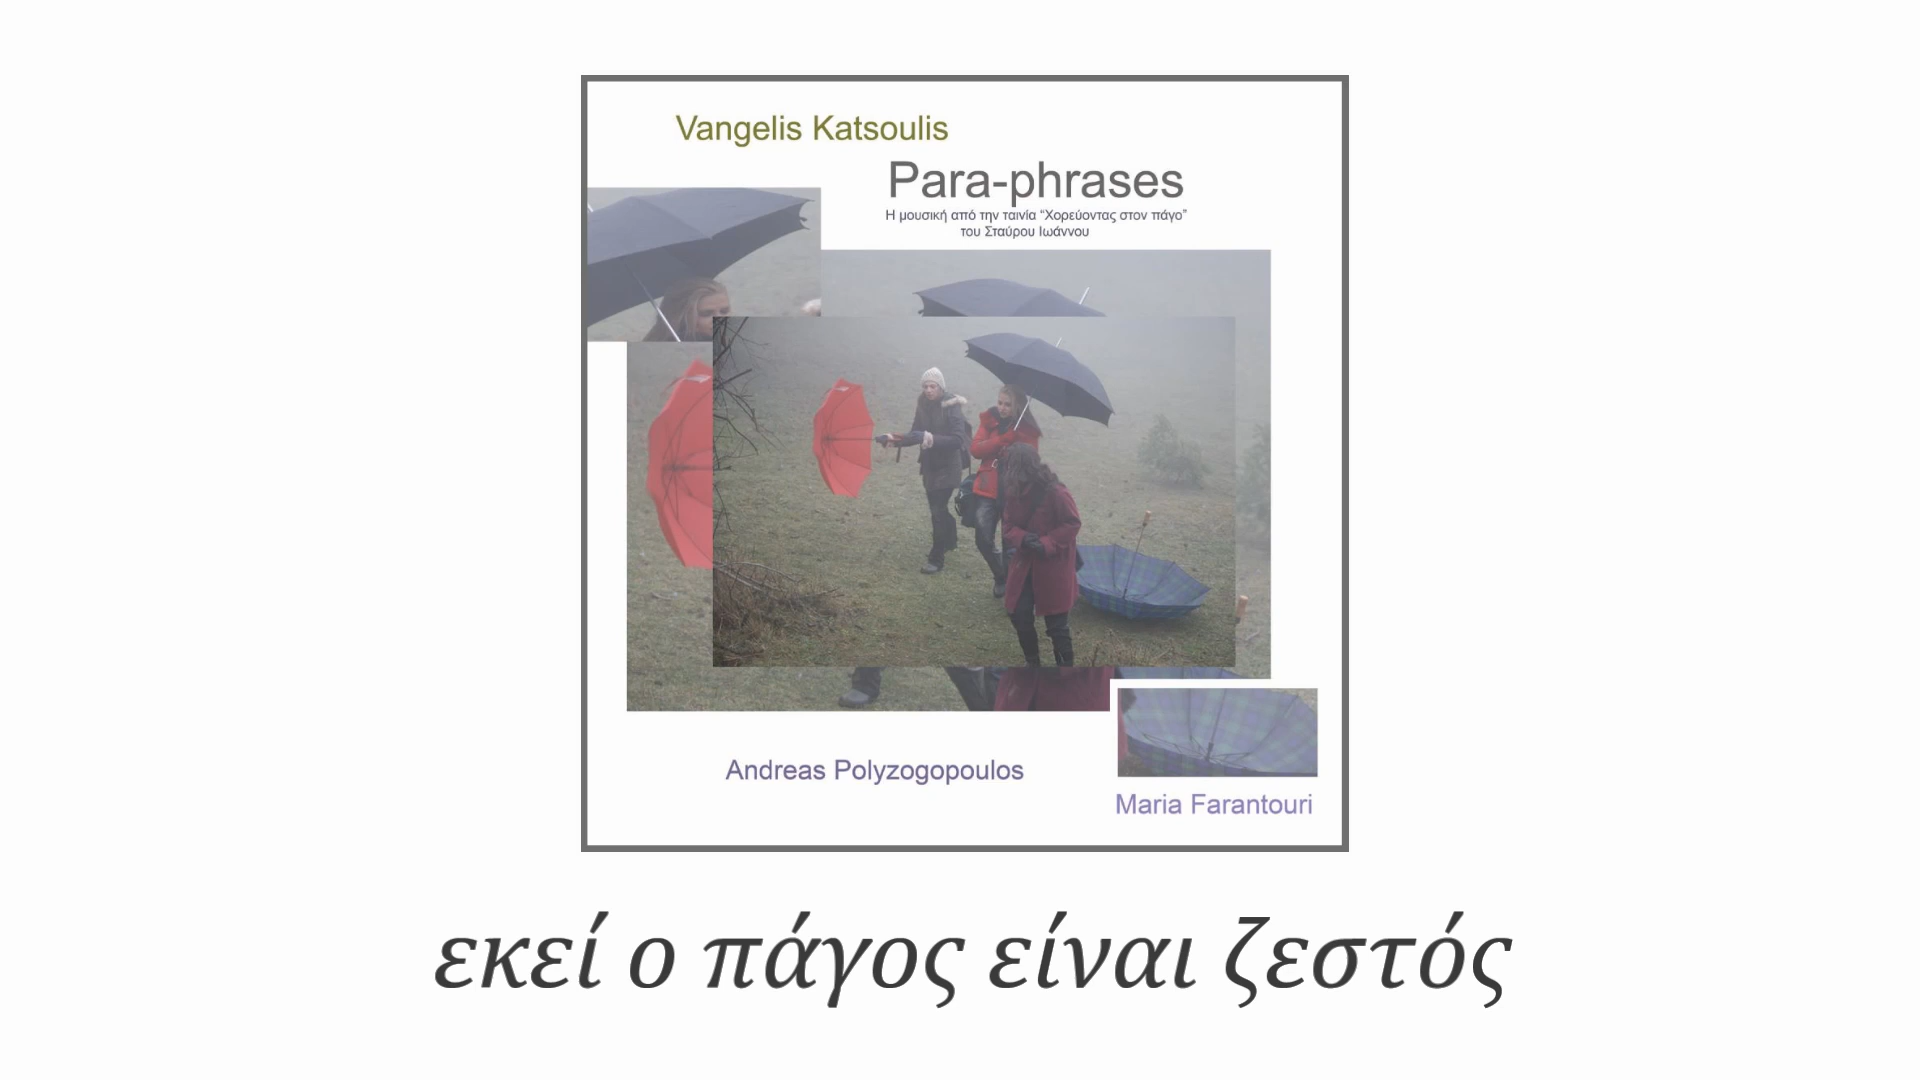 Vangelis Katsoulis
Para-phrases
Η μουσική από την ταινία “Χορεύοντας στον πάγο”
του Σταύρου Ιωάννου
Andreas Polyzogopoulos
Maria Farantouri
εκεί ο πάγος είναι ζεστός